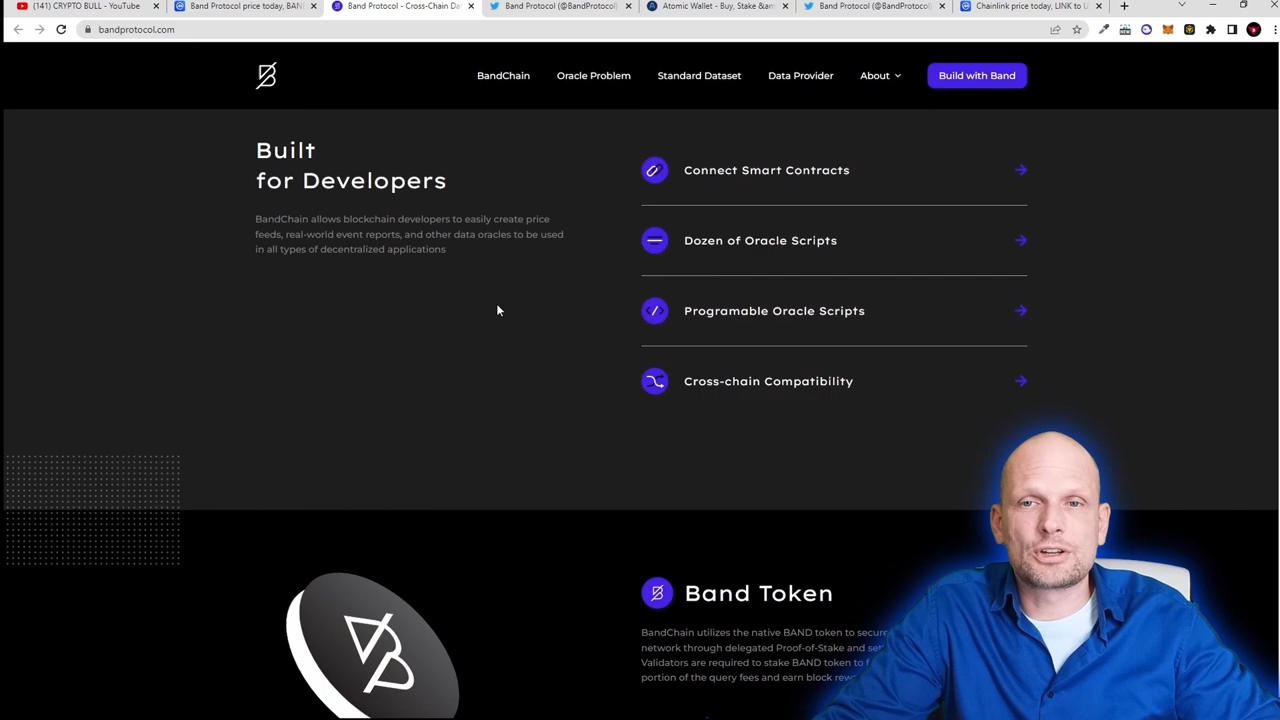 (141) CRYPTO BULL - YouTube
Band Protocol price today, BAN
Band Protocol - Cross-Chain Da
Band Protocol (@BandProtocol)
Atomic Wallet - Buy, Stake &am
Band Protocol (@BandProtocol)
Chainlink price today, LINK to U
bandprotocol.com
BandChain
Oracle Problem
Standard Dataset
Data Provider
About
Build with Band
Built
for Developers
BandChain allows blockchain developers to easily create price
feeds, real-world event reports, and other data oracles to be used
in all types of decentralized applications
Connect Smart Contracts
Dozen of Oracle Scripts
Programable Oracle Scripts
Cross-chain Compatibility
Band Token
BandChain utilizes the native BAND token to secure
network through delegated Proof-of-Stake and
Validators are required to stake BAND token to
portion of the query fees and earn block